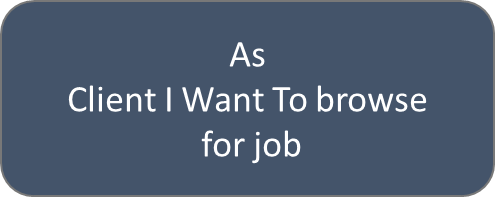 As
Client I Want To browse
for job